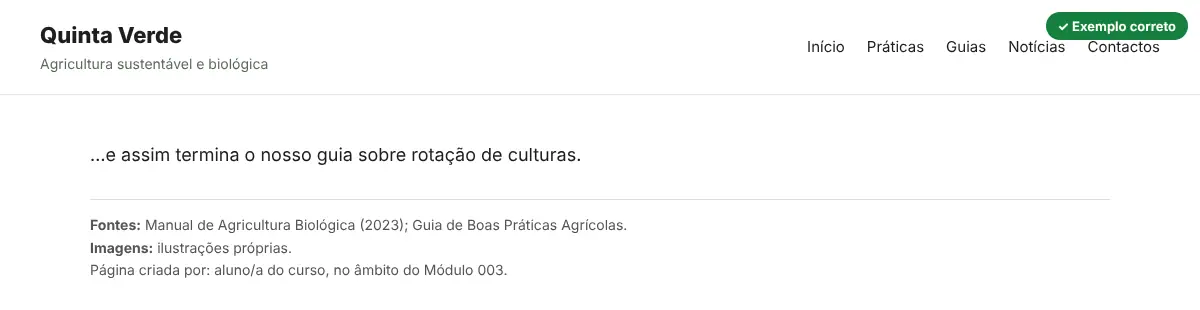 Quinta Verde
Agricultura sustentável e biológica
✓ Exemplo correto
Início Práticas Guias Notícias Contactos
...e assim termina o nosso guia sobre rotação de culturas.
Fontes: Manual de Agricultura Biológica (2023); Guia de Boas Práticas Agrícolas.
Imagens: ilustrações próprias.
Página criada por: aluno/a do curso, no âmbito do Módulo 003.